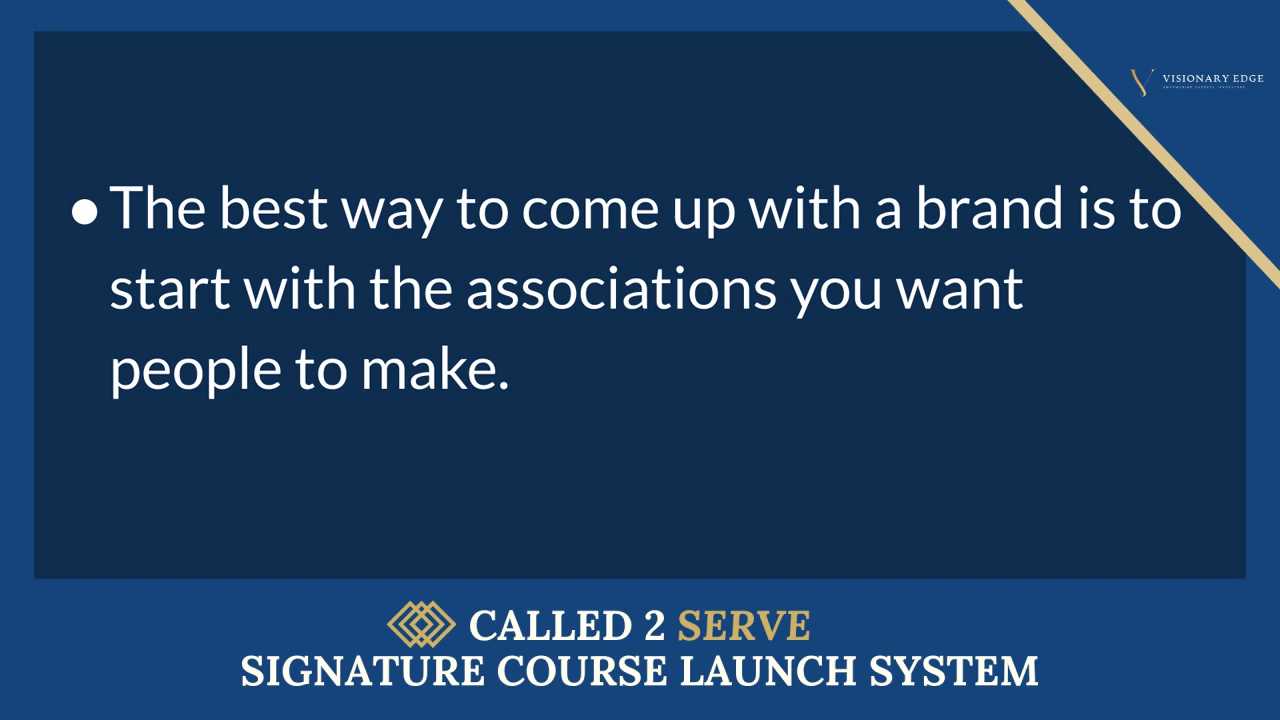 VISIONARY EDGE
● The best way to come up with a brand is to
start with the associations you want
people to make.
CALLED 2 SERVE
SIGNATURE COURSE LAUNCH SYSTEM